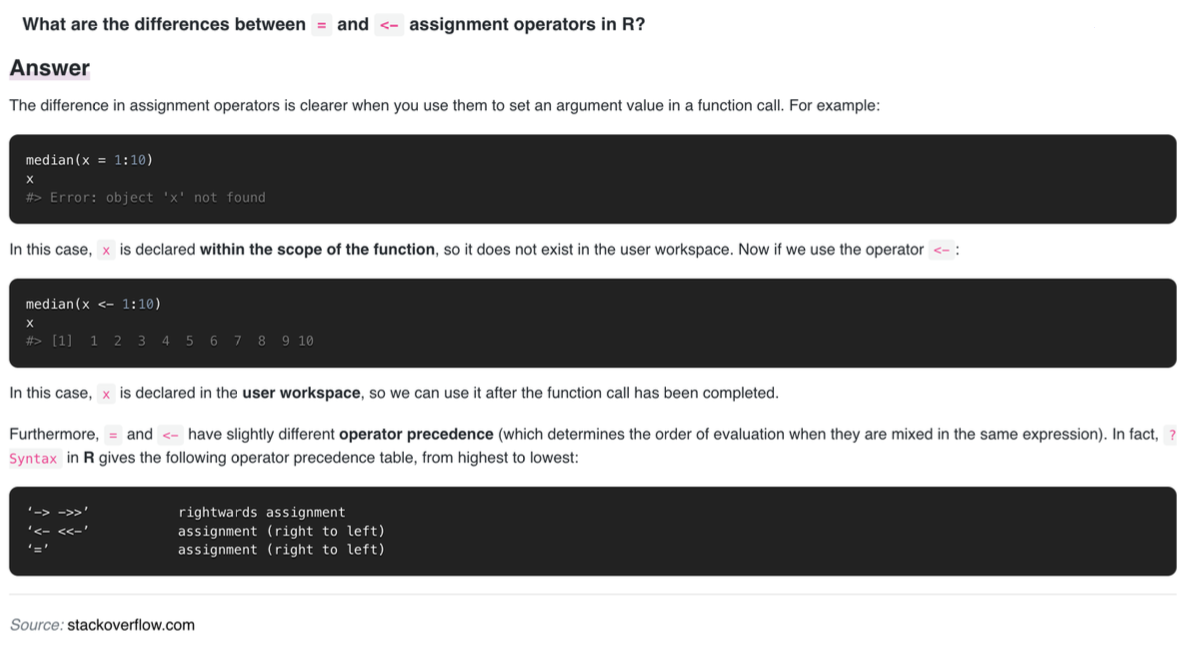 What are the differences between = and <- assignment operators in R?
Answer
The difference in assignment operators is clearer when you use them to set an argument value in a function call. For example:
median(x = 1:10)
x
#> Error: object 'x' not found
In this case, x is declared within the scope of the function, so it does not exist in the user workspace. Now if we use the operator <- :
median(x <- 1:10)
x
#> [1]  1  2  3  4  5  6  7  8  9 10
In this case, x is declared in the user workspace, so we can use it after the function call has been completed.
Furthermore, = and <- have slightly different operator precedence (which determines the order of evaluation when they are mixed in the same expression). In fact, ?
Syntax in R gives the following operator precedence table, from highest to lowest:
‘-> ->>’           rightwards assignment
‘<- <<-’           assignment (right to left)
‘=’                assignment (right to left)
Source: stackoverflow.com